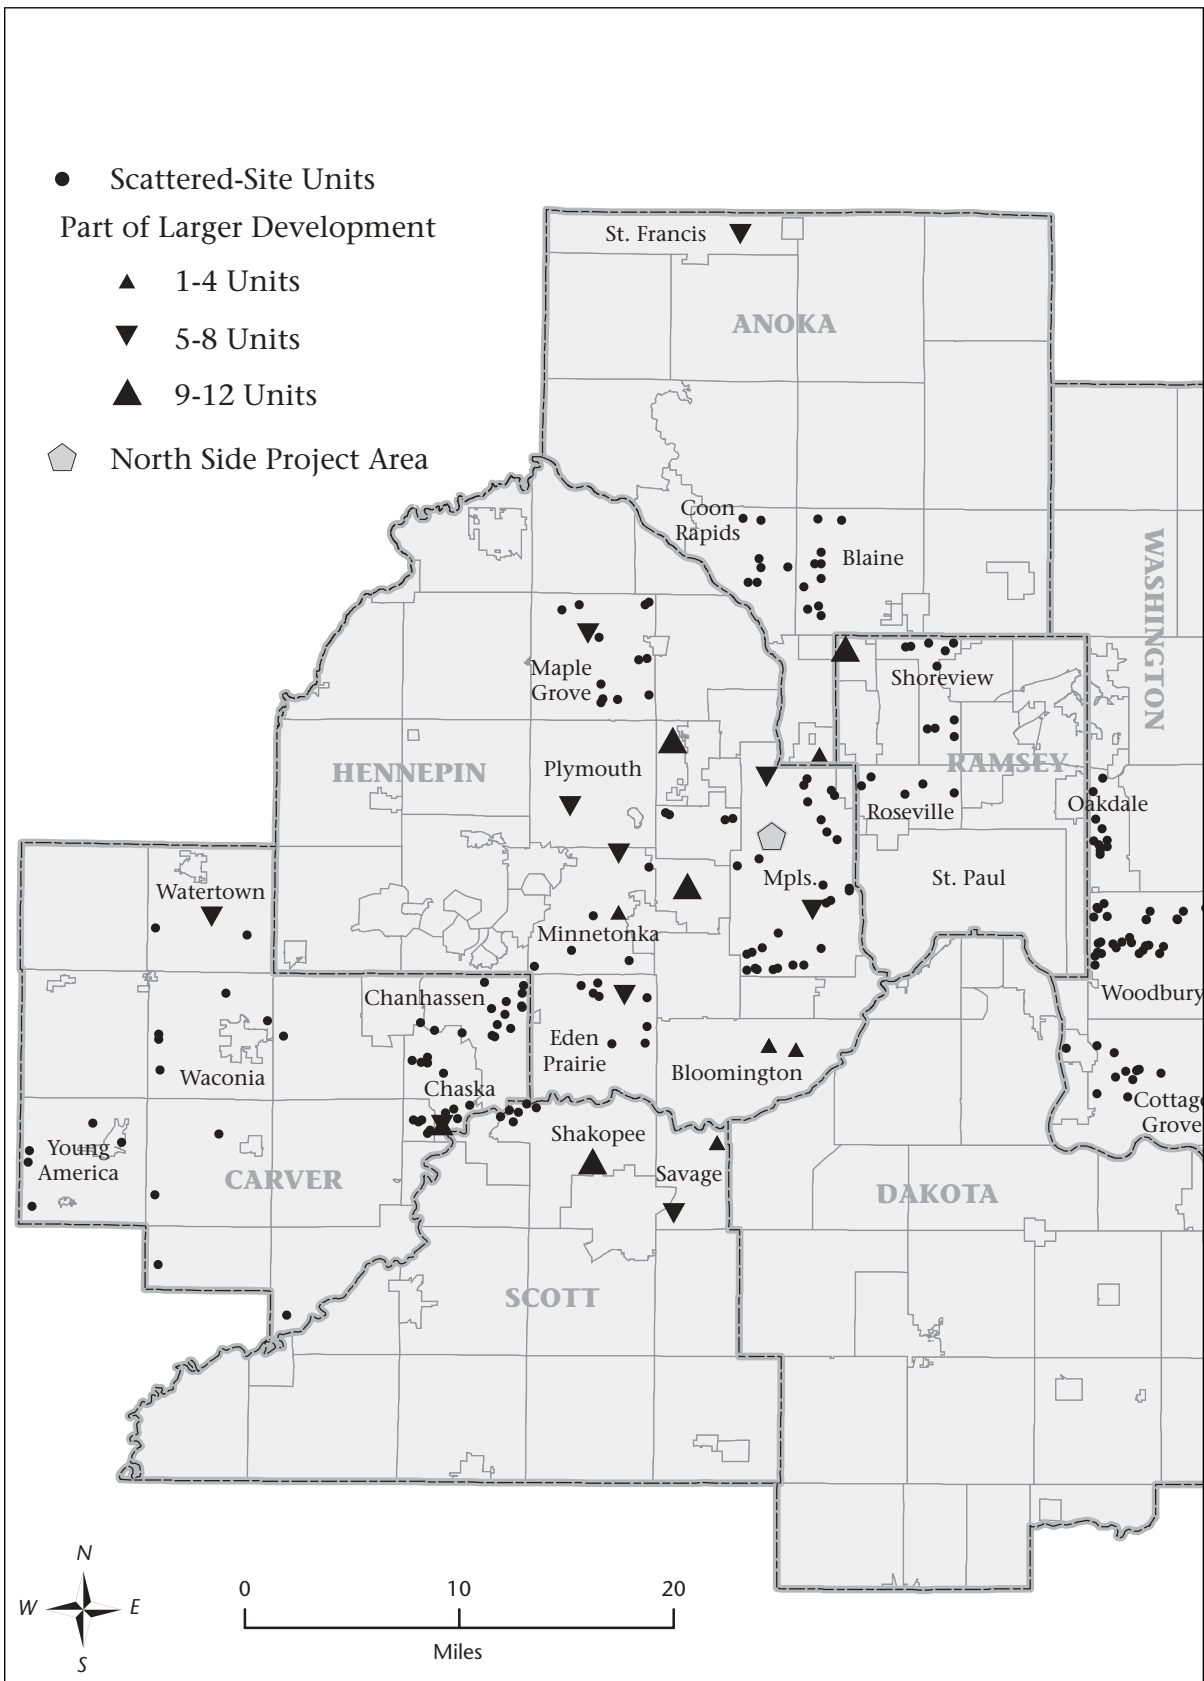 Scattered-Site Units
Part of Larger Development
1-4 Units
5-8 Units
9-12 Units
North Side Project Area
St. Francis
ANOKA
Coon
Rapids
Blaine
WASHINGTON
Maple
Grove
Shoreview
HENNEPIN
Plymouth
RAMSEY
Roseville
Oakdale
Watertown
Mpls.
St. Paul
Minnetonka
Chanhassen
Woodbury
Eden
Prairie
Waconia
Bloomington
Chaska
Cottage
Grove
Shakopee
Young
America
Savage
CARVER
DAKOTA
SCOTT
N
W
E
S
0
10
20
Miles